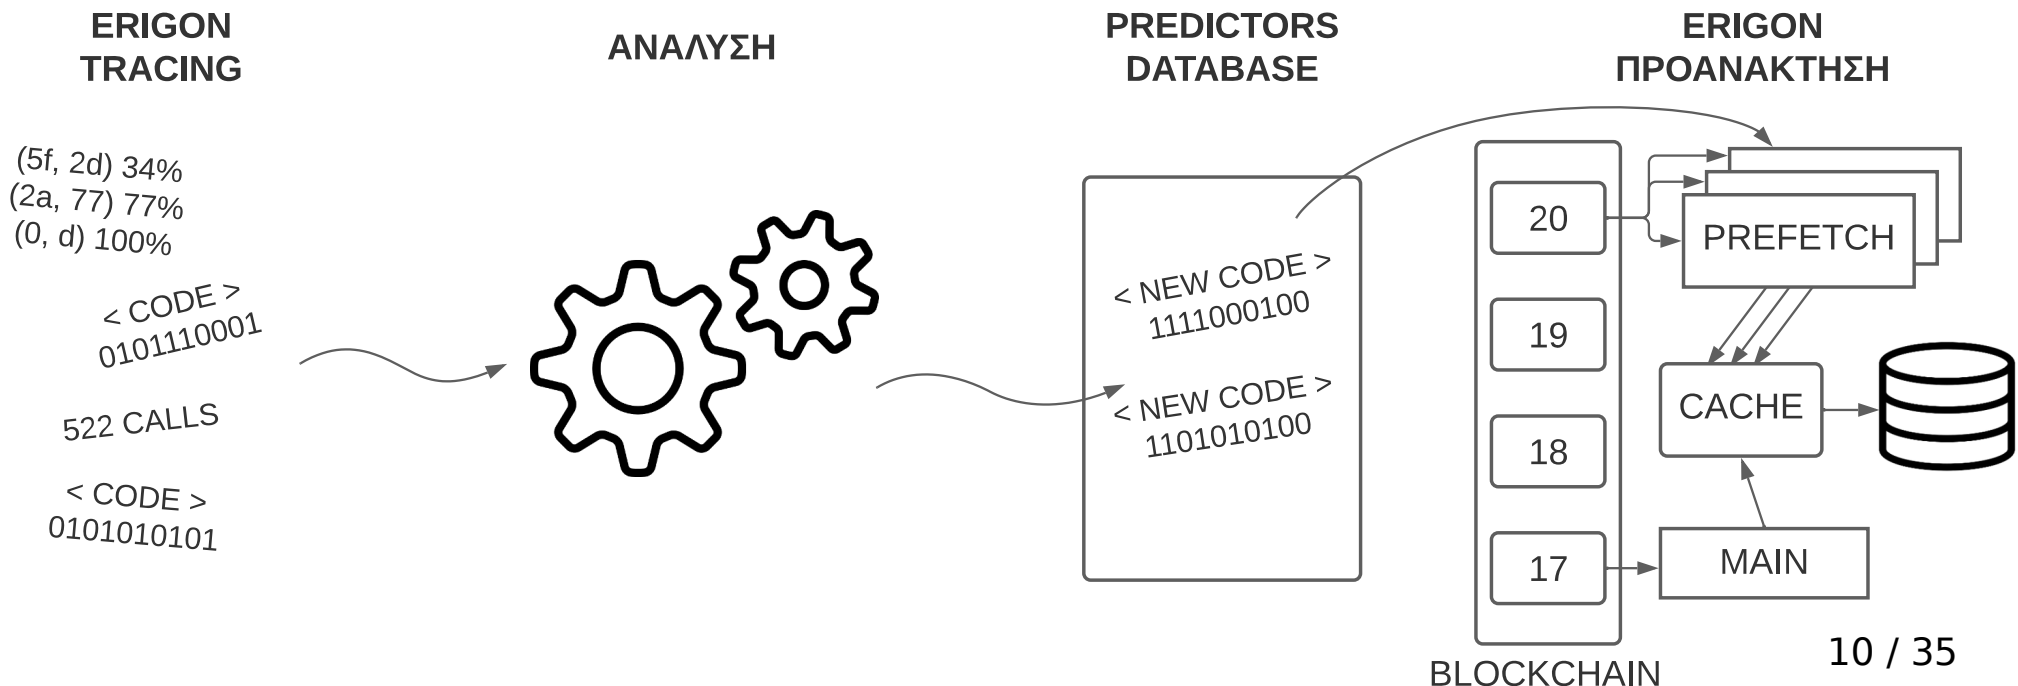 ERIGON
TRACING
(5f, 2d) 34%
(2a, 77) 77%
(0, d) 100%
< CODE >
0101110001
522 CALLS
< CODE >
0101010101
ΑΝΑΛΥΣΗ
PREDICTORS
DATABASE
< NEW CODE >
1111000100
< NEW CODE >
1101010100
ERIGON
ΠΡΟΑΝΑΚΤΗΣΗ
20
19
18
17
BLOCKCHAIN
PREFETCH
CACHE
MAIN
10 / 35